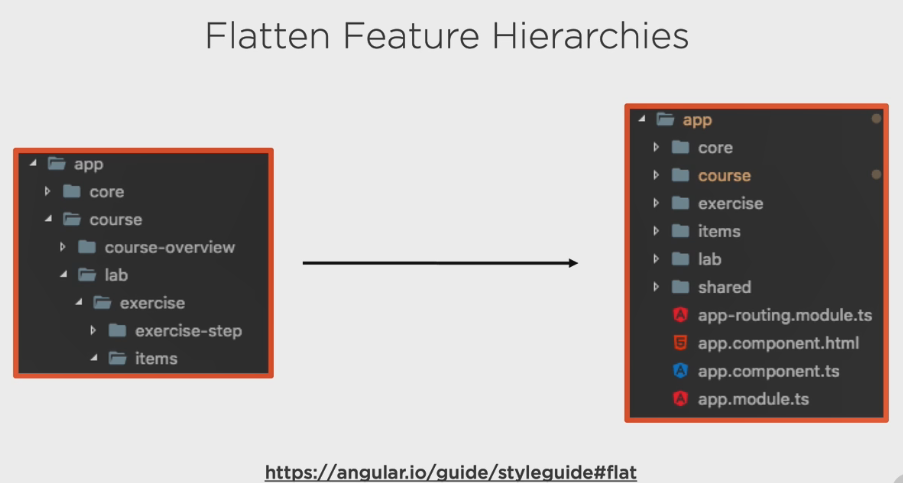 Flatten Feature Hierarchies
app
core
course
course-overview
lab
exercise
exercise-step
items
app
core
course
exercise
items
lab
shared
app-routing.module.ts
app.component.html
app.component.ts
app.module.ts
https://angular.io/guide/styleguide#flat